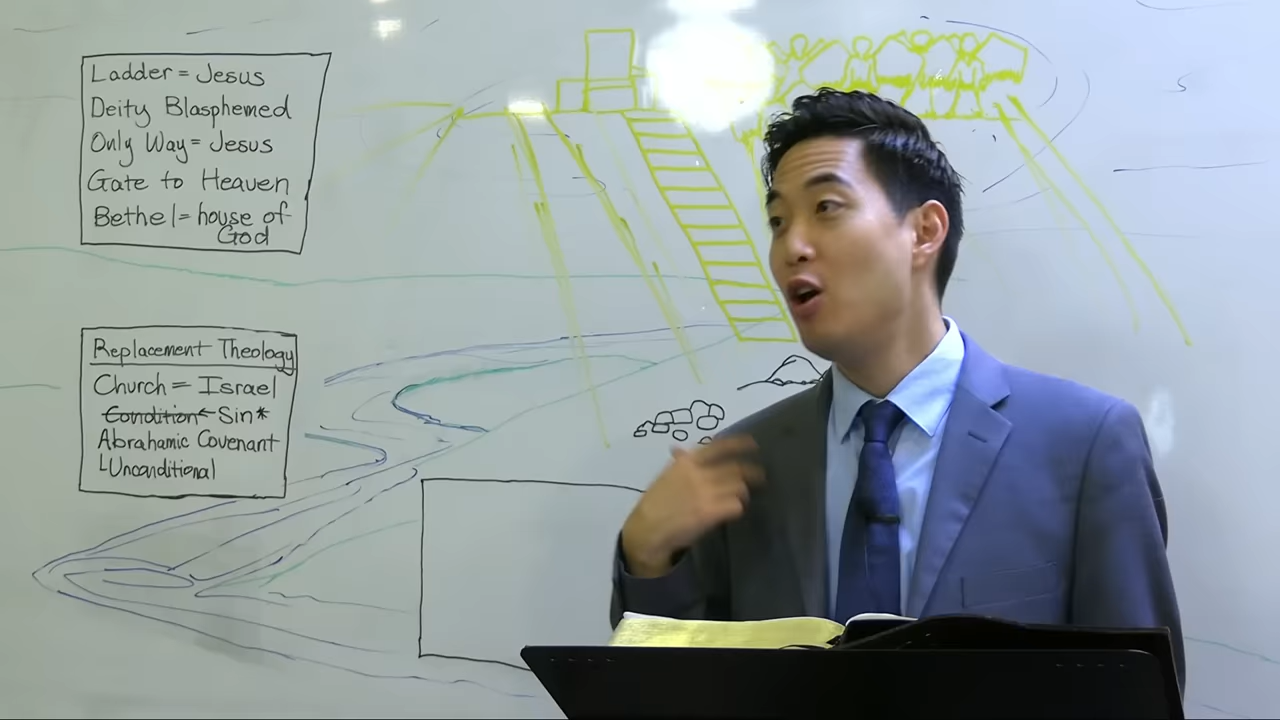 Ladder = Jesus
Deity Blasphemed
Only Way = Jesus
Gate to Heaven
Bethel = house of
God
Replacement Theology
Church = Israel
Condition ← Sin*
Abrahamic Covenant
└Unconditional